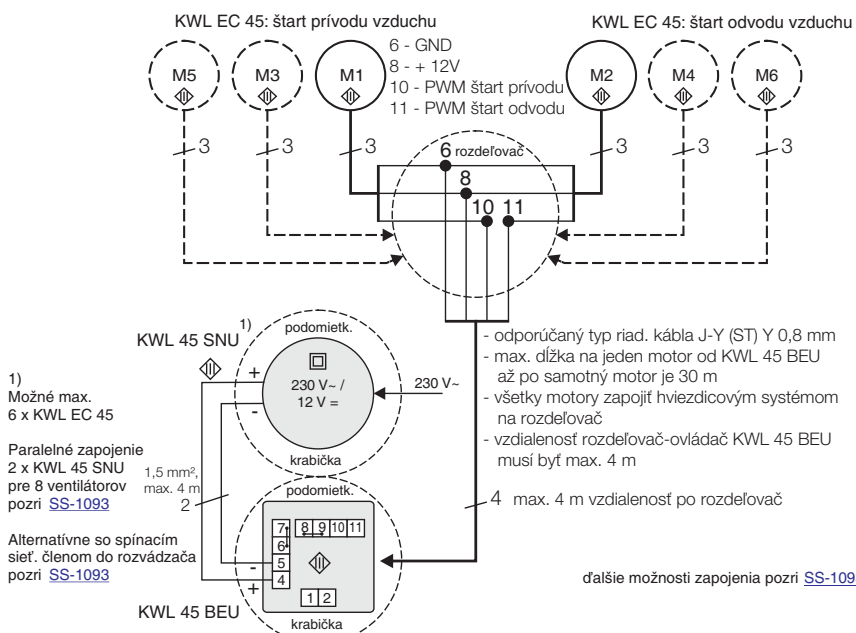 KWL EC 45: štart prívodu vzduchu
KWL EC 45: štart odvodu vzduchu
M5
M3
M1
6 - GND
8 - + 12V
10 - PWM štart prívodu
11 - PWM štart odvodu
M2
M4
M6
3
3
3
3
3
3
6 rozdeľovač
8
10 11
KWL 45 SNU
1)
podomietk.
230 V~ /
12 V =
krabička
+
-
230 V~
- odporúčaný typ riad. kábla J-Y (ST) Y 0,8 mm
- max. dĺžka na jeden motor od KWL 45 BEU
až po samotný motor je 30 m
- všetky motory zapojiť hviezdicovým systémom
na rozdeľovač
- vzdialenosť rozdeľovač-ovládač KWL 45 BEU
musí byť max. 4 m
1)
Možné max.
6 x KWL EC 45
Paralelné zapojenie
2 x KWL 45 SNU
pre 8 ventilátorov
pozri SS-1093
Alternatívne so spínacím
sieť. členom do rozvádzača
pozri SS-1093
1,5 mm²,
max. 4 m
2
4 max. 4 m vzdialenosť po rozdeľovač
podomietk.
7 8 9 10 11
6
5
4
-
+
1 2
KWL 45 BEU
krabička
ďalšie možnosti zapojenia pozri SS-109